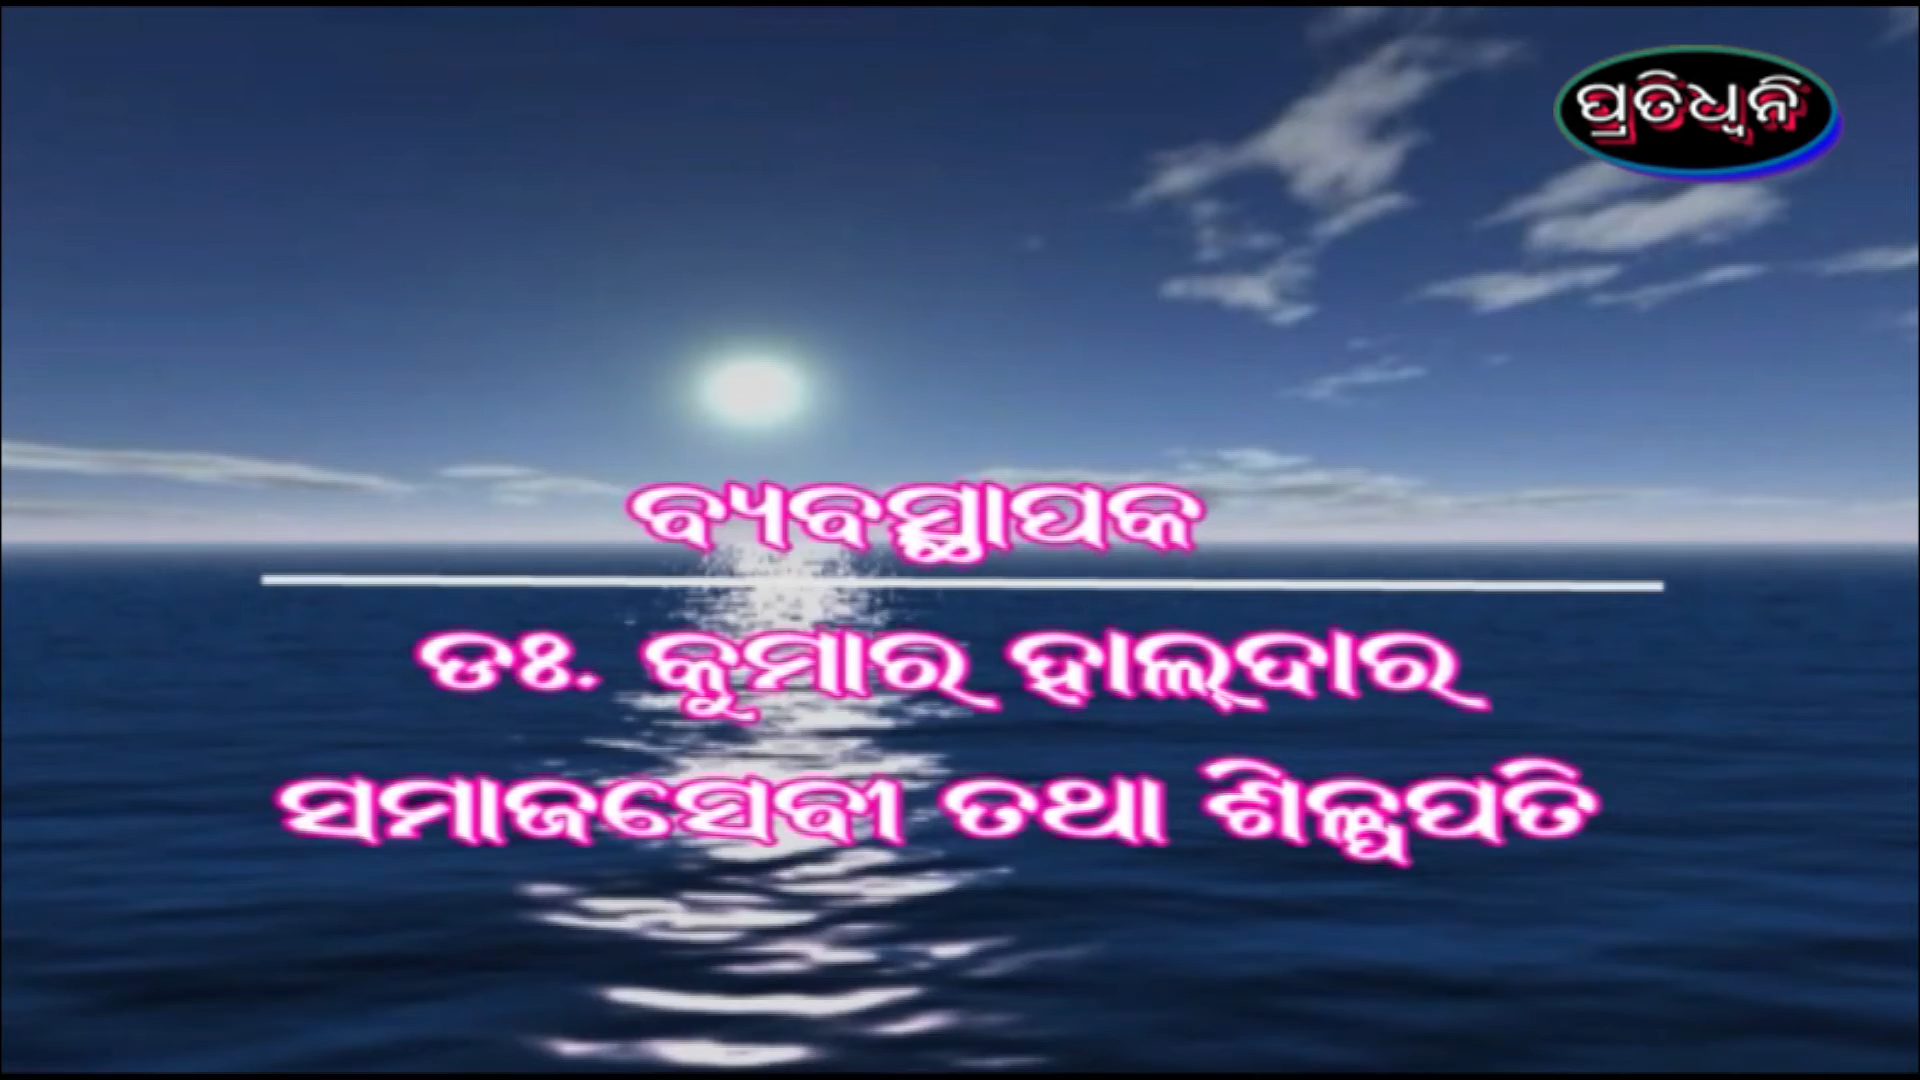 ପ୍ରତିଧ୍ୱନି
ବ୍ୟବସ୍ଥାପକ
ଡଃ. କୁମାର ହାଲ୍‌ଦାର
ସମାଜସେବୀ ତଥା ଶିଳ୍ପପତି